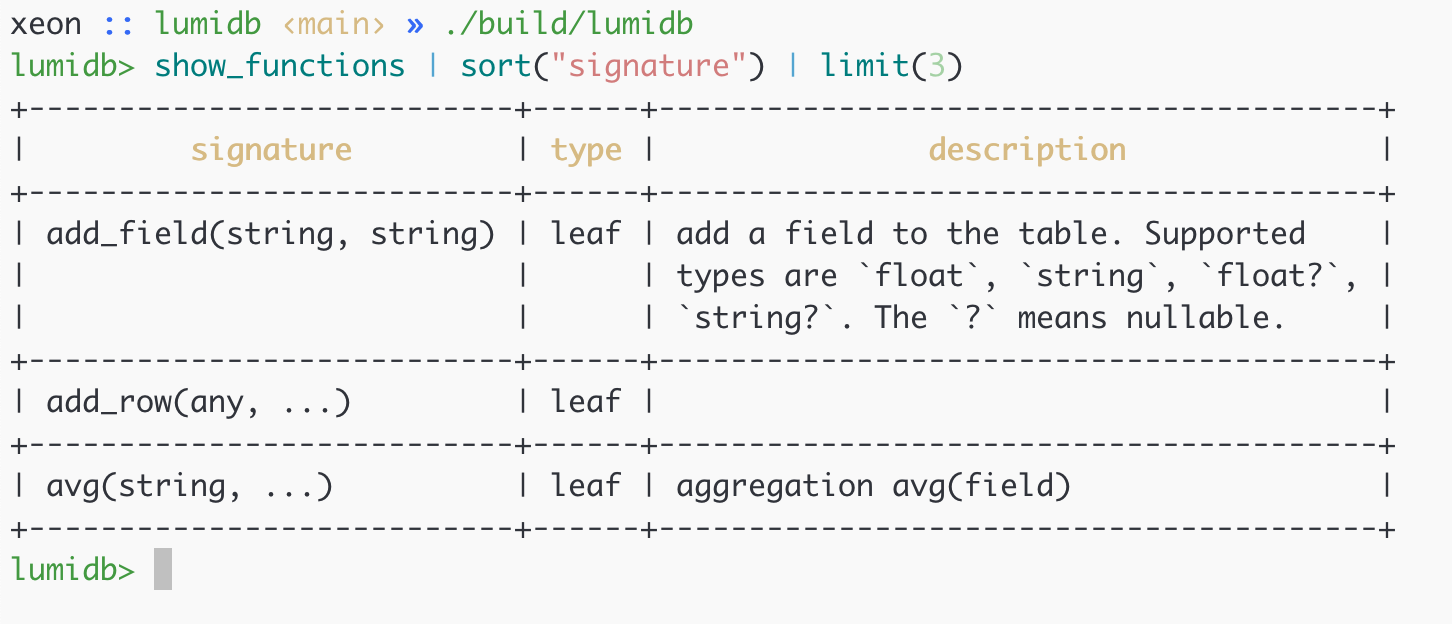 xeon :: lumidb ‹main› » ./build/lumidb
lumidb> show_functions | sort("signature") | limit(3)
+---------------------------+------+----------------------------------------+
|         signature         | type |               description              |
+---------------------------+------+----------------------------------------+
| add_field(string, string) | leaf | add a field to the table. Supported    |
|                           |      | types are `float`, `string`, `float?`, |
|                           |      | `string?`. The `?` means nullable.     |
+---------------------------+------+----------------------------------------+
| add_row(any, ...)         | leaf |                                        |
+---------------------------+------+----------------------------------------+
| avg(string, ...)          | leaf | aggregation avg(field)                 |
+---------------------------+------+----------------------------------------+
lumidb>